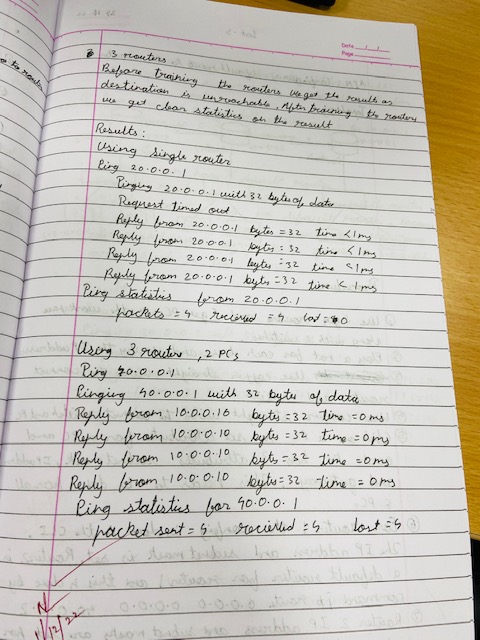 Date
Page
3 3 routers
Before training the routers we get the result as
destination is unreachable. After training the routers
we get clear statistics on the result
Results :
Using single router
Ping 20.0.0.1
Pinging 20.0.0.1 with 32 bytes of data
Request timed out
Reply from 20.0.0.1 bytes = 32 time < 1ms
Reply from 20.0.0.1 bytes = 32 time < 1ms
Reply from 20.0.0.1 bytes = 32 time < 1ms
Reply from 20.0.0.1 bytes = 32 time < 1ms
Ping statistics from 20.0.0.1
packets = 4 recieved = 4 lost = 0
Using 3 router, 2 PCs
Ping 40.0.0.1
Pinging 40.0.0.1 with 32 bytes of data
Reply from 10.0.0.10 bytes = 32 time = 0ms
Reply from 10.0.0.10 bytes = 32 time = 0ms
Reply from 10.0.0.10 bytes = 32 time = 0ms
Reply from 10.0.0.10 bytes = 32 time = 0ms
Ping statistics for 40.0.0.1
packet sent = 4 recieved = 4 lost = 4
N
1/12/22